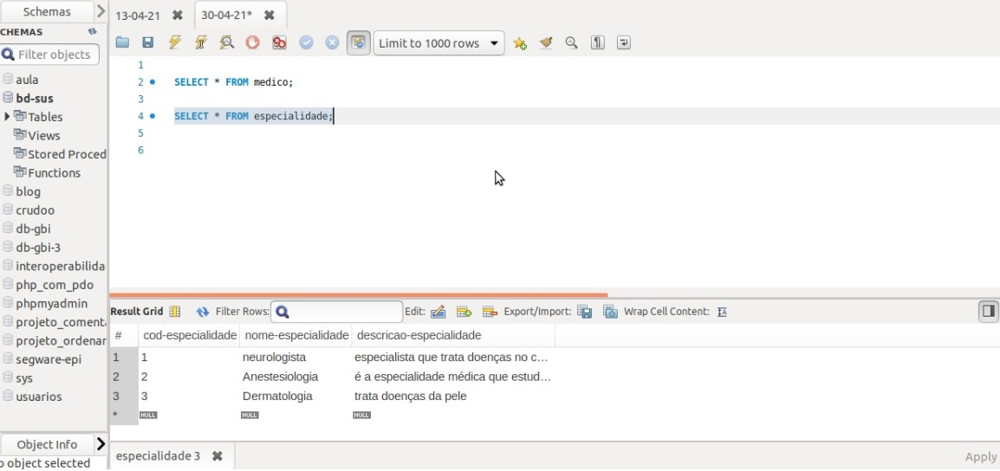 Schemas
13-04-21
30-04-21*
CHEMAS
Limit to 1000 rows
Filter objects
aula
bd-sus
Tables
Views
Stored Proced
Functions
blog
crudoo
db-gbi
db-gbi-3
interoperabilida
php_com_pdo
phpmyadmin
projeto_coment
projeto_ordenar
segware-epi
sys
usuarios
Object Info
o object selected
1
2 SELECT * FROM medico;
3
4 SELECT * FROM especialidade;
5
6
Result Grid Filter Rows: Edit: Export/Import: Wrap Cell Content:
# cod-especialidade nome-especialidade descricao-especialidade
1 1 neurologista especialista que trata doenças no c...
2 2 Anestesiologia é a especialidade médica que estud...
3 3 Dermatologia trata doenças da pele
* NULL NULL NULL
especialidade 3
Apply